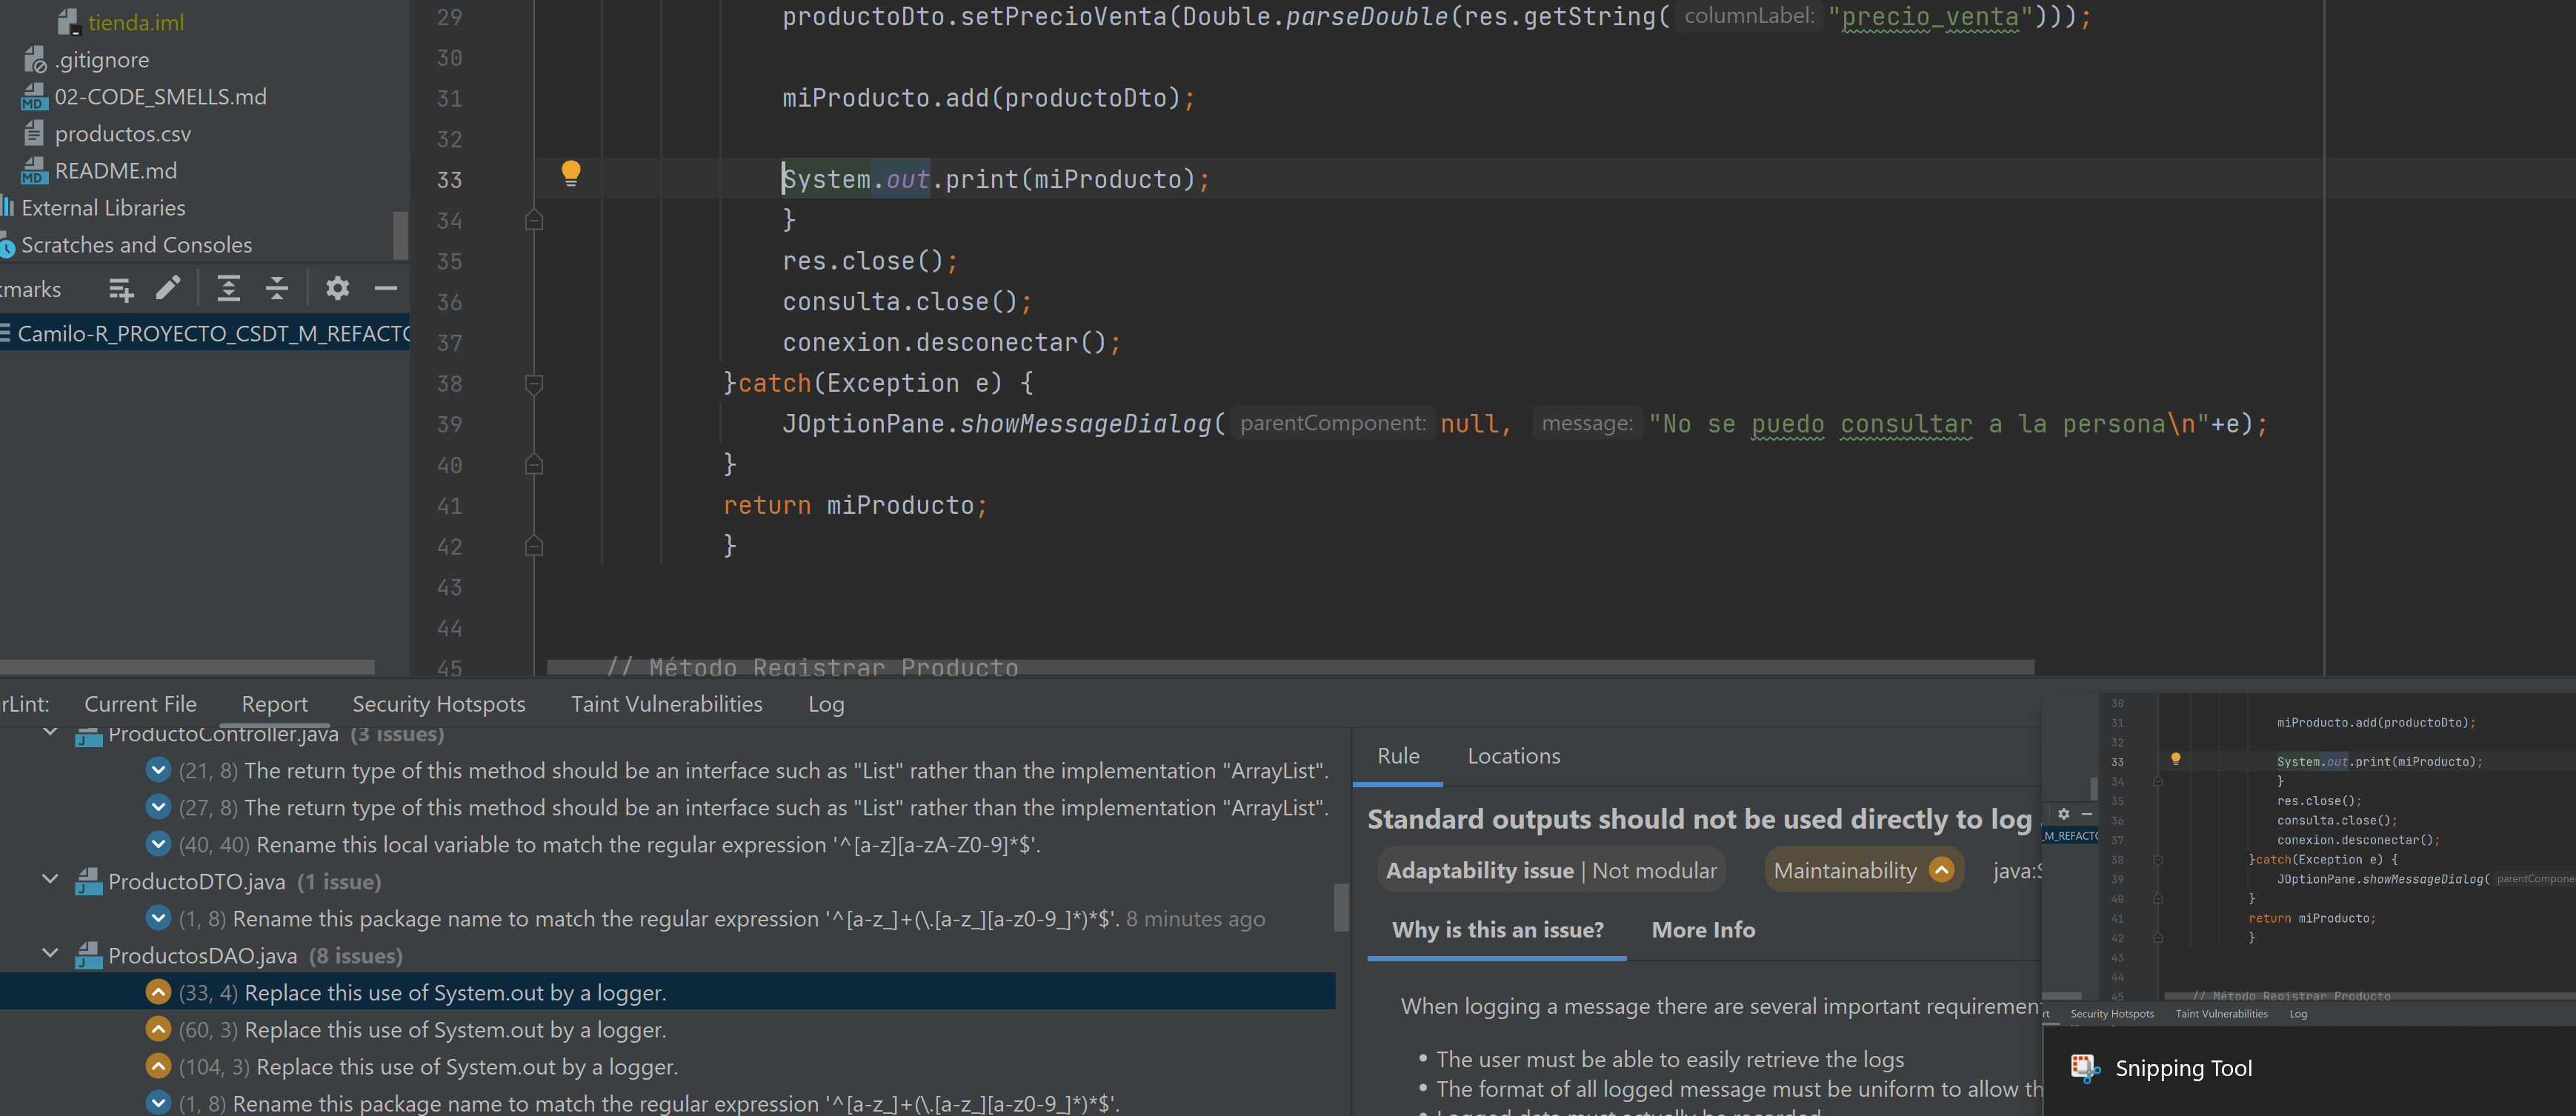 tienda.iml
.gitignore
02-CODE_SMELLS.md
productos.csv
README.md
External Libraries
Scratches and Consoles
kmarks
Camilo-R_PROYECTO_CSDT_M_REFACTO
29 productoDto.setPrecioVenta(Double.parseDouble(res.getString( columnLabel: "precio_venta")));
30
31 miProducto.add(productoDto);
32
33 System.out.print(miProducto);
34 }
35 res.close();
36 consulta.close();
37 conexion.desconectar();
38 }catch(Exception e) {
39 JOptionPane.showMessageDialog( parentComponent: null, message: "No se puedo consultar a la persona\n"+e);
40 }
41 return miProducto;
42 }
43
44
45 // Método Registrar Producto
rLint: Current File Report Security Hotspots Taint Vulnerabilities Log
ProductoController.java (3 issues)
(21, 8) The return type of this method should be an interface such as "List" rather than the implementation "ArrayList".
(27, 8) The return type of this method should be an interface such as "List" rather than the implementation "ArrayList".
(40, 40) Rename this local variable to match the regular expression '^[a-z][a-zA-Z0-9]*$'.
ProductoDTO.java (1 issue)
(1, 8) Rename this package name to match the regular expression '^[a-z_]+(\.[a-z_][a-z0-9_]*)*$'. 8 minutes ago
ProductosDAO.java (8 issues)
(33, 4) Replace this use of System.out by a logger.
(60, 3) Replace this use of System.out by a logger.
(104, 3) Replace this use of System.out by a logger.
(1, 8) Rename this package name to match the regular expression '^[a-z_]+(\.[a-z_][a-z0-9_]*)*$'.
Rule Locations
Standard outputs should not be used directly to log
Adaptability issue | Not modular Maintainability java:S
Why is this an issue? More Info
When logging a message there are several important requirement
• The user must be able to easily retrieve the logs
• The format of all logged message must be uniform to allow th
• Logged data must actually be recorded
30
31 miProducto.add(productoDto);
32
33 System.out.print(miProducto);
34 }
35 res.close();
_M_REFACTO
36 consulta.close();
37 conexion.desconectar();
38 }catch(Exception e) {
39 JOptionPane.showMessageDialog( parentCompone
40 }
41 return miProducto;
42 }
43
44
45 // Método Registrar Producto
rt Security Hotspots Taint Vulnerabilities Log
Snipping Tool